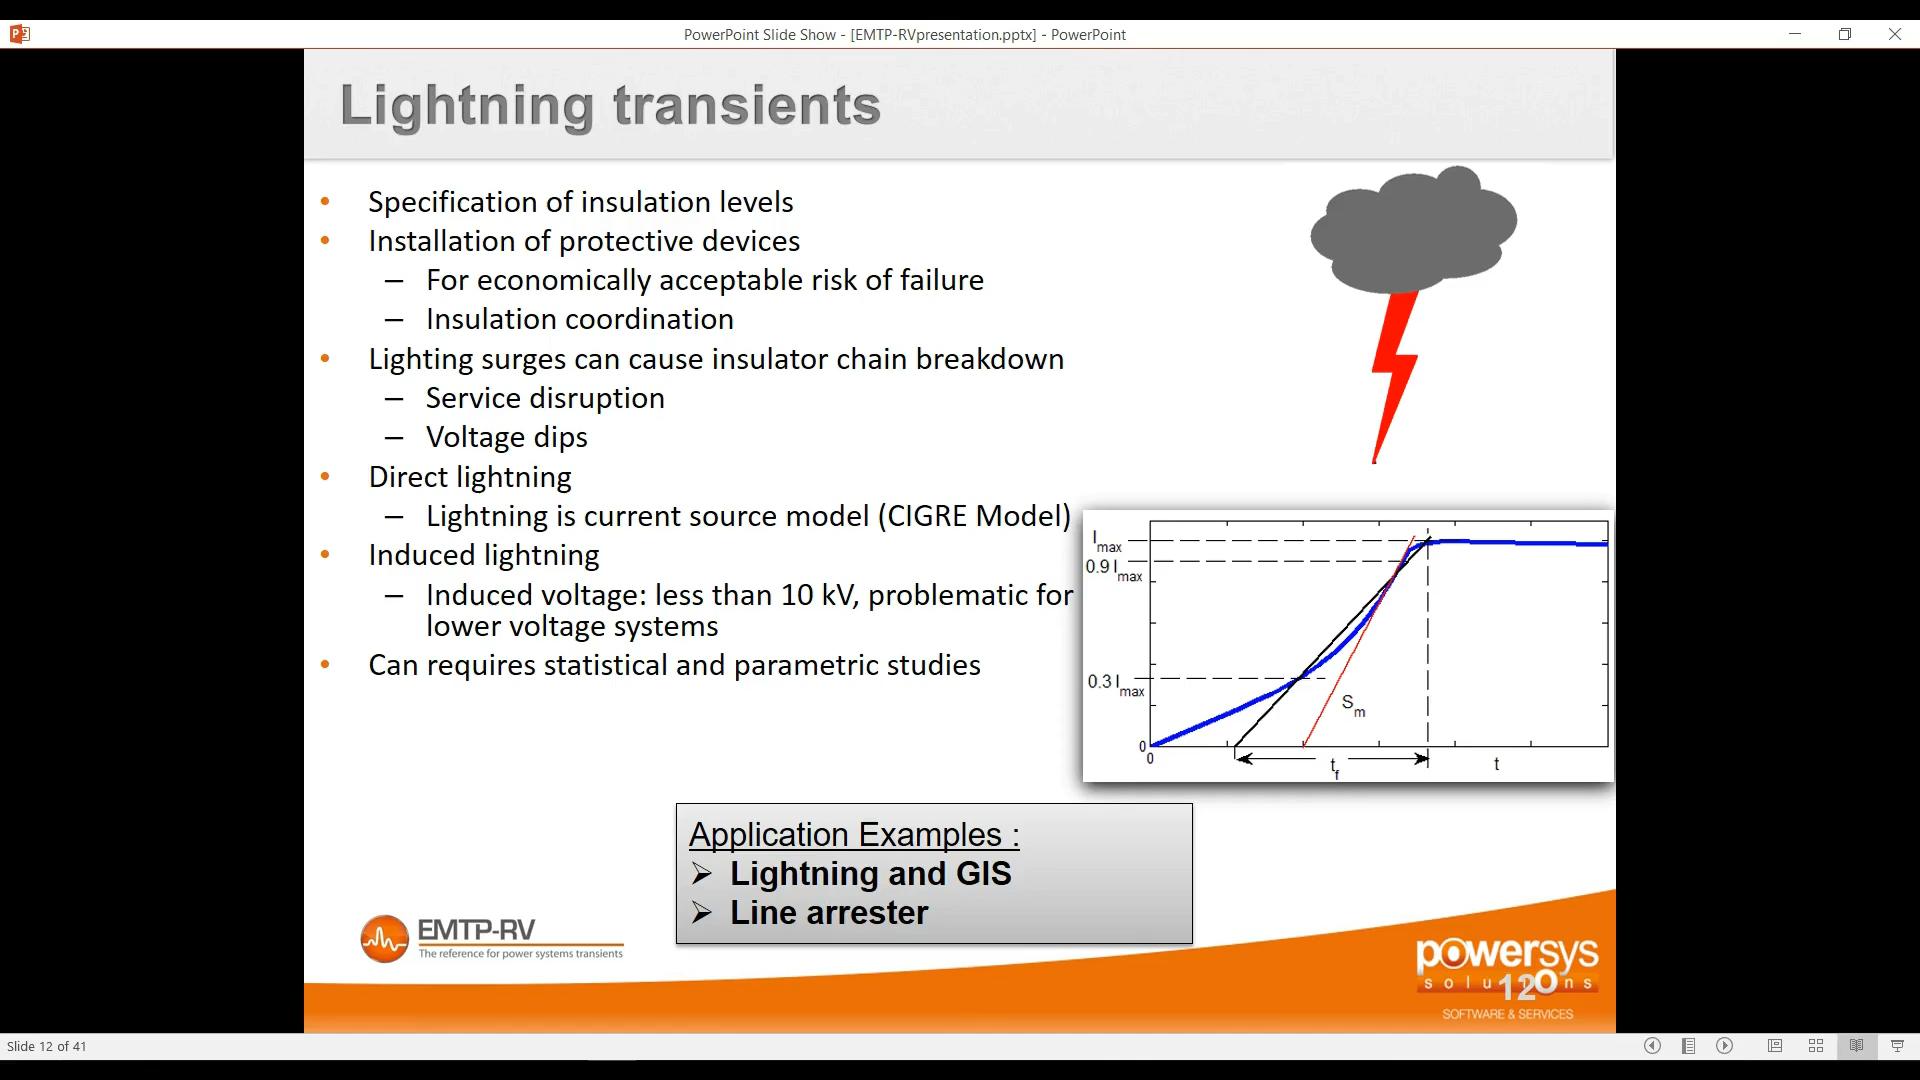 PowerPoint Slide Show - [EMTP-RVpresentation.pptx] - PowerPoint
Lightning transients
• Specification of insulation levels
• Installation of protective devices
– For economically acceptable risk of failure
– Insulation coordination
• Lighting surges can cause insulator chain breakdown
– Service disruption
– Voltage dips
• Direct lightning
– Lightning is current source model (CIGRE Model)
• Induced lightning
– Induced voltage: less than 10 kV, problematic for
lower voltage systems
• Can requires statistical and parametric studies
Imax
0.9 Imax
0.3 Imax
Sm
0
0
tf
t
Application Examples :
➢ Lightning and GIS
➢ Line arrester
EMTP-RV
The reference for power systems transients
powersys
solutions
12
SOFTWARE & SERVICES
Slide 12 of 41